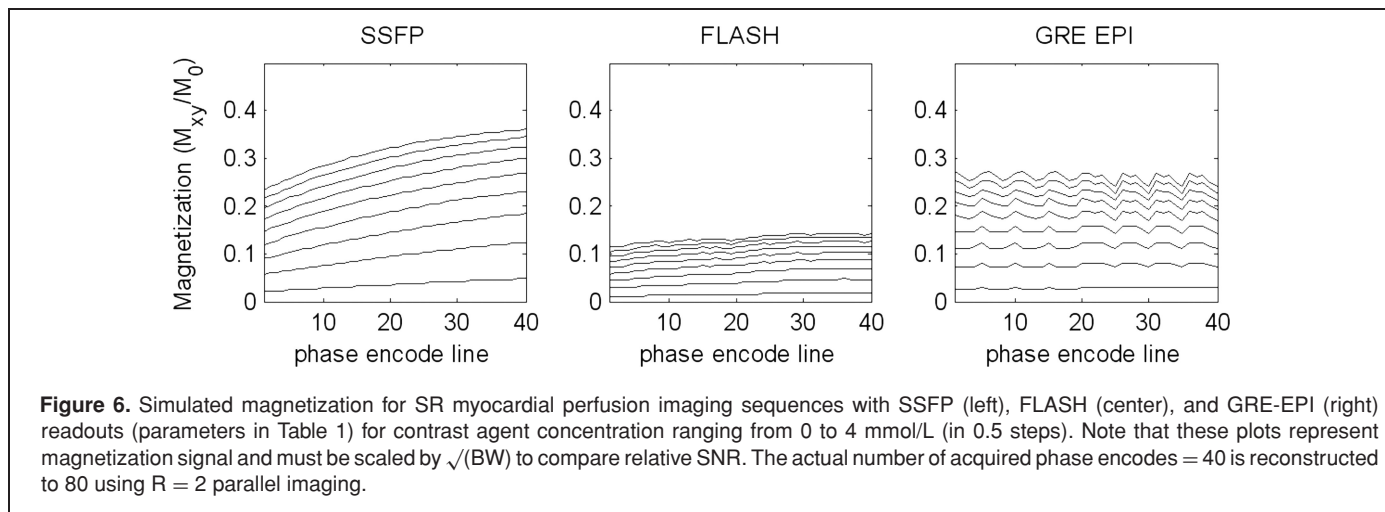 SSFP
FLASH
GRE EPI
Magnetization (M_xy/M_0)
0.4
0.3
0.2
0.1
0
10
20
30
40
phase encode line
0.4
0.3
0.2
0.1
0
10
20
30
40
phase encode line
0.4
0.3
0.2
0.1
0
10
20
30
40
phase encode line
Figure 6. Simulated magnetization for SR myocardial perfusion imaging sequences with SSFP (left), FLASH (center), and GRE-EPI (right)
readouts (parameters in Table 1) for contrast agent concentration ranging from 0 to 4 mmol/L (in 0.5 steps). Note that these plots represent
magnetization signal and must be scaled by √(BW) to compare relative SNR. The actual number of acquired phase encodes = 40 is reconstructed
to 80 using R = 2 parallel imaging.